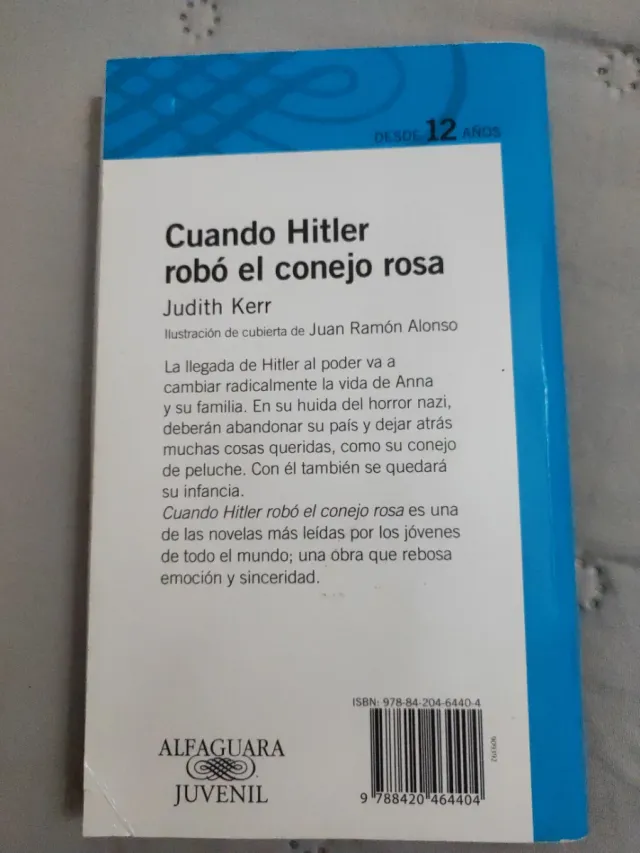 DESDE 12 AÑOS
Cuando Hitler
robó el conejo rosa
Judith Kerr
Ilustración de cubierta de Juan Ramón Alonso
La llegada de Hitler al poder va a
cambiar radicalmente la vida de Anna
y su familia. En su huida del horror nazi,
deberán abandonar su país y dejar atrás
muchas cosas queridas, como su conejo
de peluche. Con él también se quedará
su infancia.
Cuando Hitler robó el conejo rosa es una
de las novelas más leídas por los jóvenes
de todo el mundo; una obra que rebosa
emoción y sinceridad.
ISBN: 978-84-204-6440-4
9 788420 464404
ALFAGUARA
JUVENIL